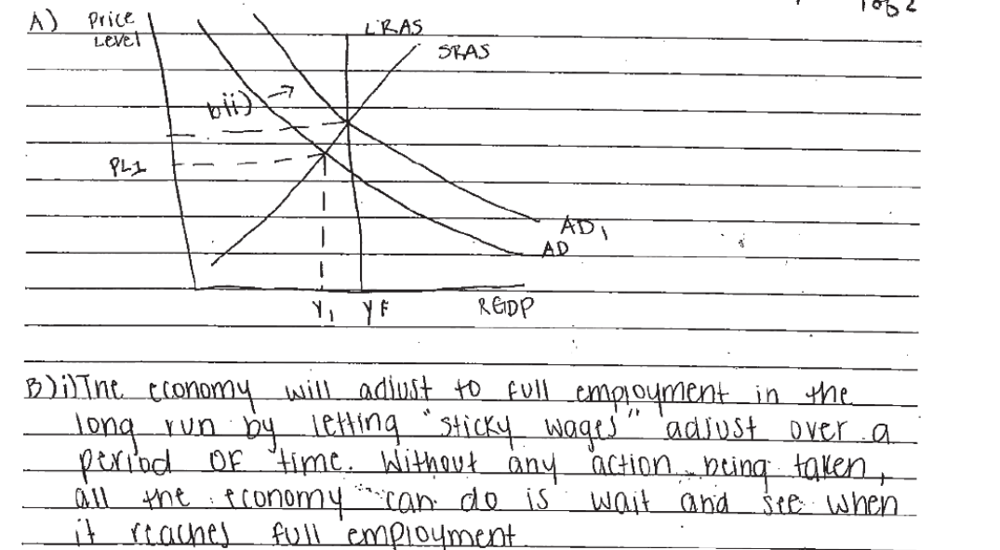 A) Price Level
LRAS
SRAS
bii)
PL1
AD1
AD
Y1 YF RGDP
B)i) The economy will adjust to full employment in the
long run by letting "sticky wages" adjust over a
period of time. Without any action being taken,
all the economy can do is wait and see when
it reaches full employment